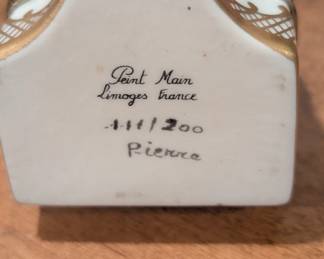 Peint Main
Limoges France
111/200
Pierre